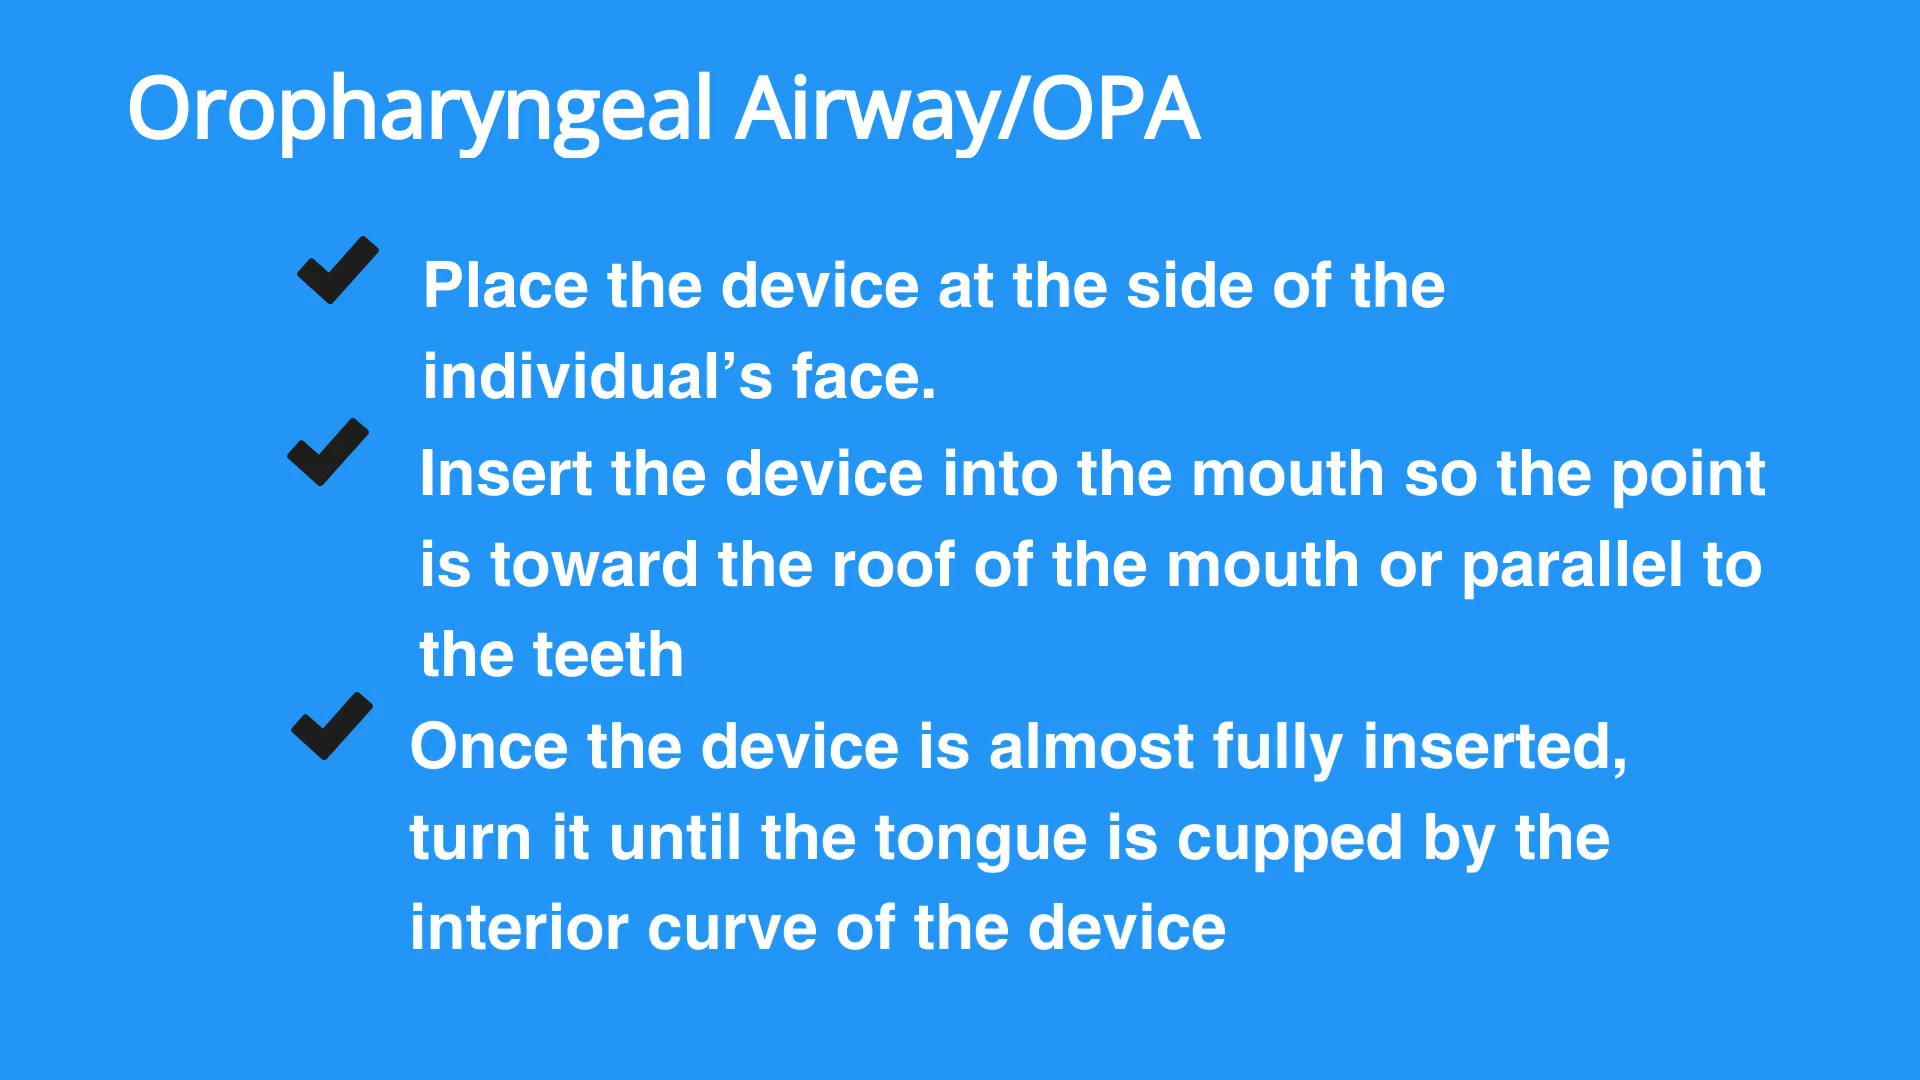 Oropharyngeal Airway/OPA
Place the device at the side of the
individual’s face.
Insert the device into the mouth so the point
is toward the roof of the mouth or parallel to
the teeth
Once the device is almost fully inserted,
turn it until the tongue is cupped by the
interior curve of the device